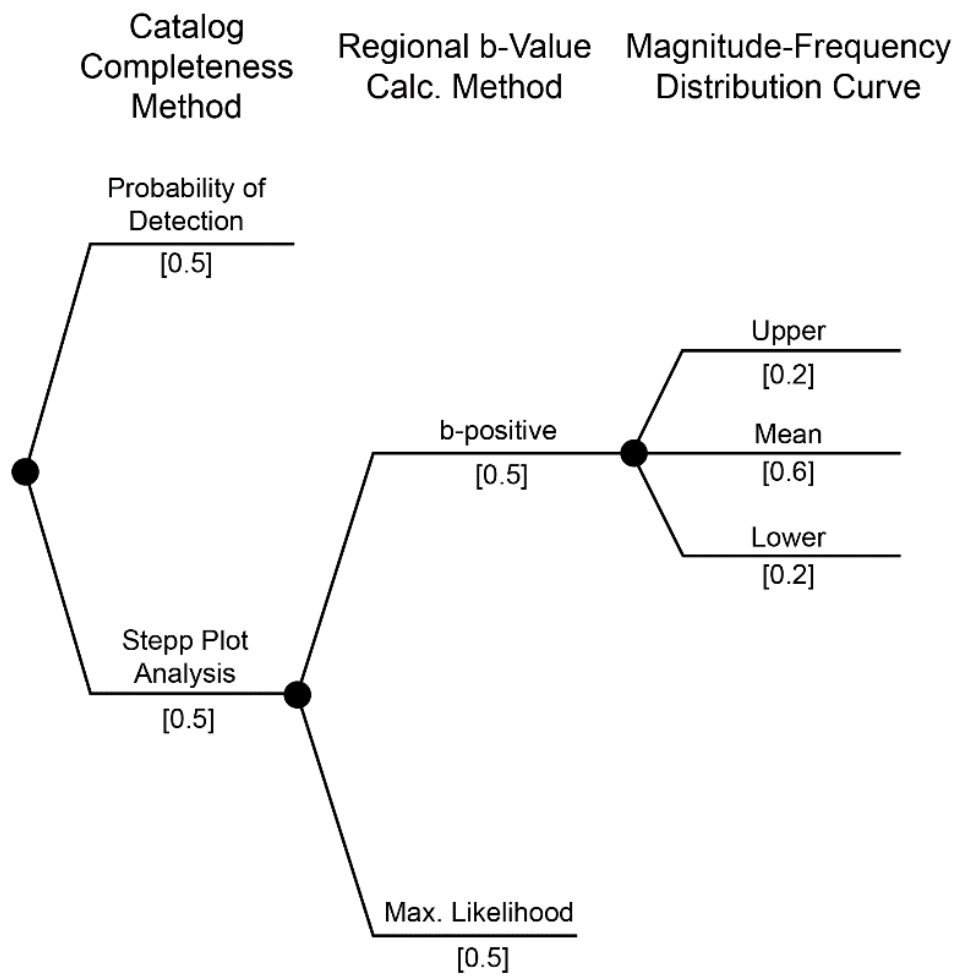 Catalog
Completeness
Method
Regional b-Value
Calc. Method
Magnitude-Frequency
Distribution Curve
Probability of
Detection
[0.5]
Upper
[0.2]
b-positive
[0.5]
Mean
[0.6]
Lower
[0.2]
Stepp Plot
Analysis
[0.5]
Max. Likelihood
[0.5]